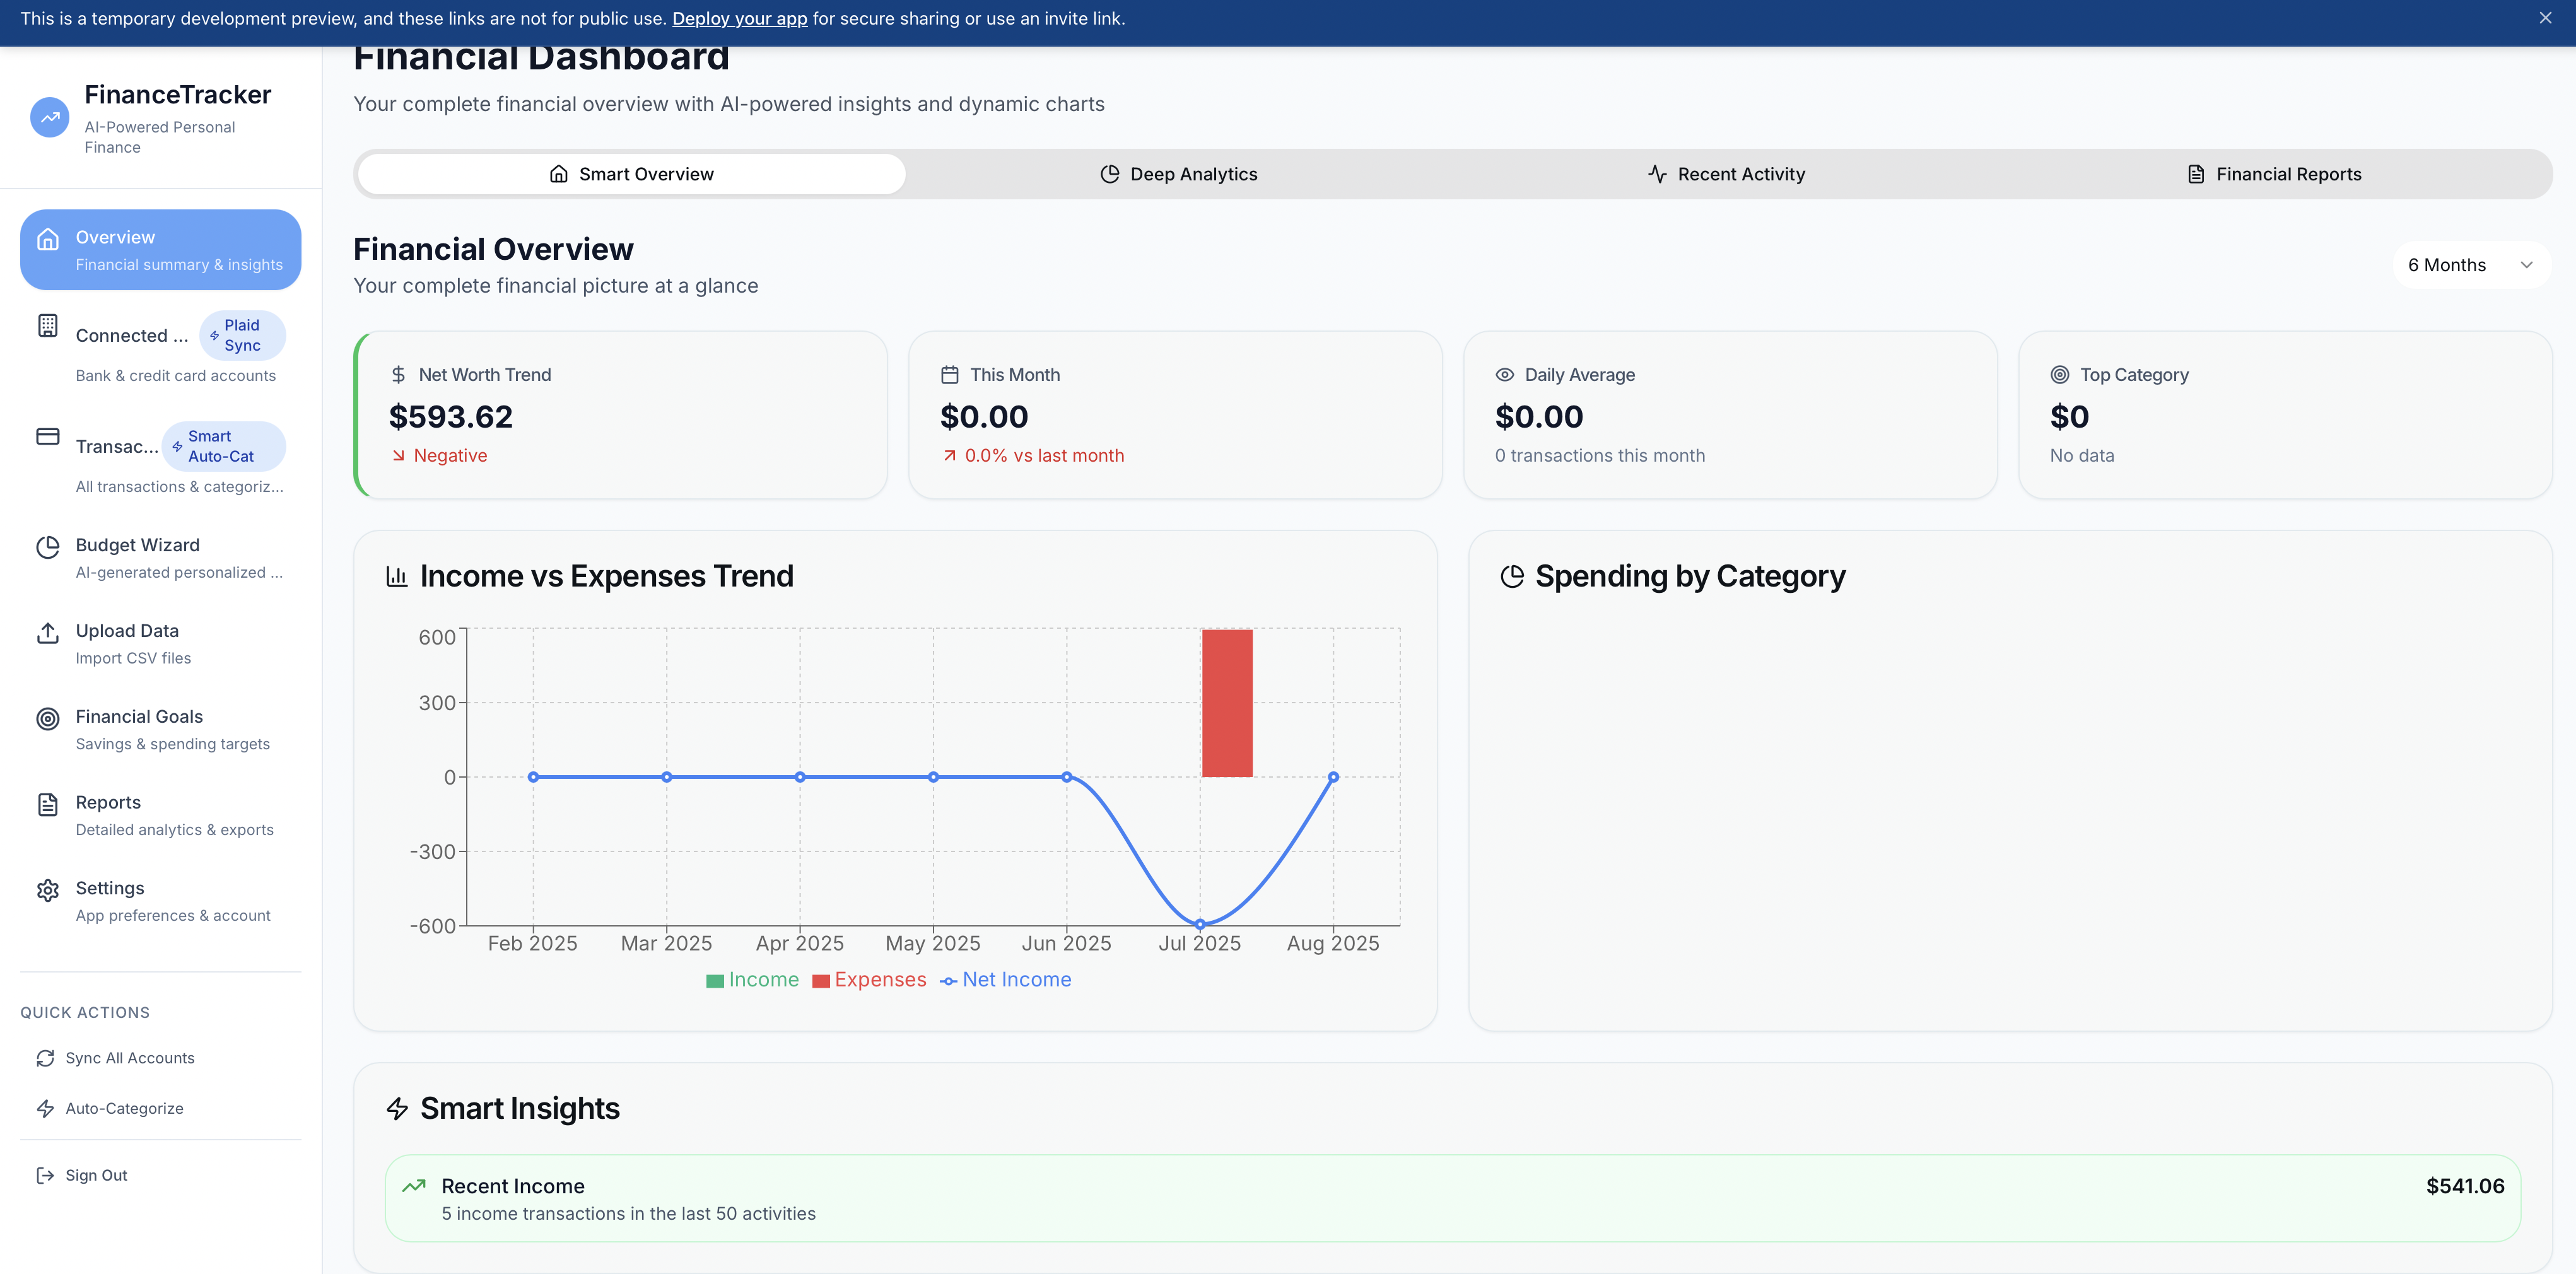 This is a temporary development preview, and these links are not for public use. Deploy your app for secure sharing or use an invite link.
FinanceTracker
AI-Powered Personal
Finance
Overview
Financial summary & insights
Connected ...
Plaid
Sync
Bank & credit card accounts
Transac...
Smart
Auto-Cat
All transactions & categoriz...
Budget Wizard
AI-generated personalized ...
Upload Data
Import CSV files
Financial Goals
Savings & spending targets
Reports
Detailed analytics & exports
Settings
App preferences & account
QUICK ACTIONS
Sync All Accounts
Auto-Categorize
Sign Out
Financial Dashboard
Your complete financial overview with AI-powered insights and dynamic charts
Smart Overview
Deep Analytics
Recent Activity
Financial Reports
Financial Overview
Your complete financial picture at a glance
6 Months
Net Worth Trend
$593.62
Negative
This Month
$0.00
0.0% vs last month
Daily Average
$0.00
0 transactions this month
Top Category
$0
No data
Income vs Expenses Trend
600
300
0
-300
-600
Feb 2025 Mar 2025 Apr 2025 May 2025 Jun 2025 Jul 2025 Aug 2025
Income Expenses Net Income
Spending by Category
Smart Insights
Recent Income
$541.06
5 income transactions in the last 50 activities